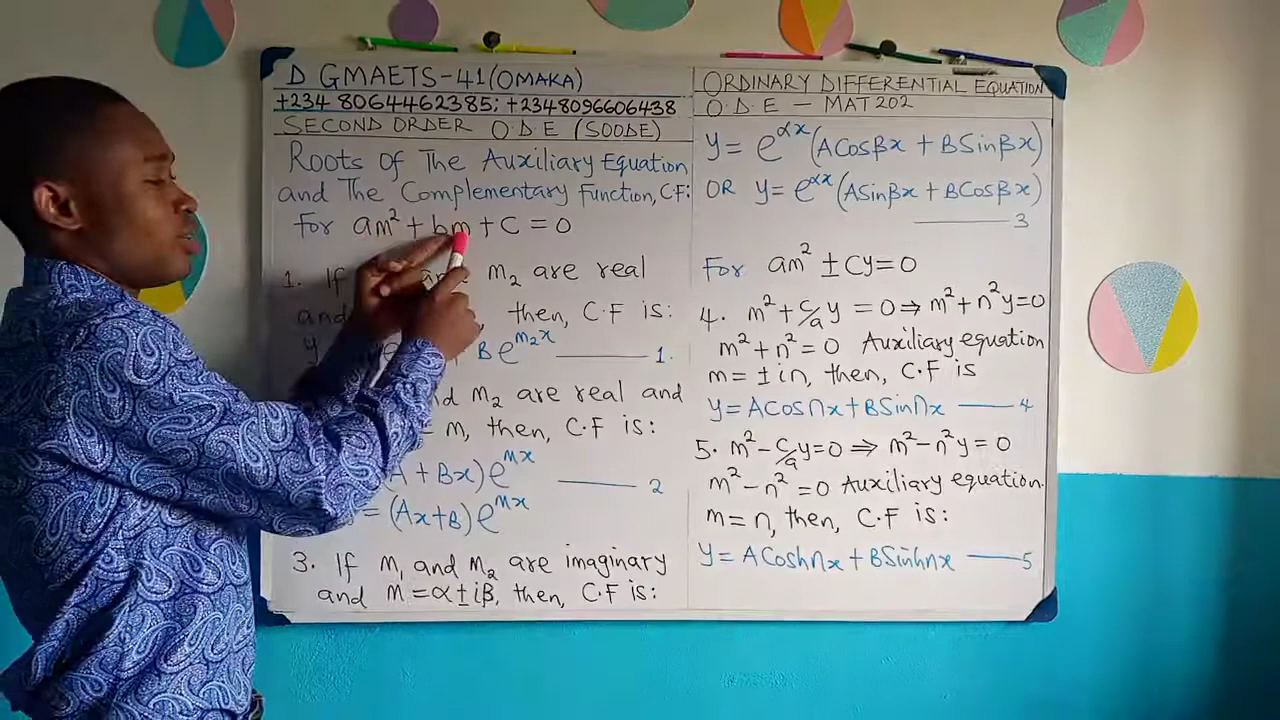 D GMAETS-41(OMAKA)
+234 8064462385; +2348096606438
SECOND ORDER O.D.E (SOODE)
Roots Of The Auxiliary Equation
and The Complementary Function, C.F:
For am² + bm + C = 0
1. If m₂ are real
and then, C.F is:
y Be^m₂x ——— 1.
m₂ are real and
m, then, C.F is:
A + Bx)e^mx ——— 2
= (Ax+B)e^mx
3. If m₁ and m₂ are imaginary
and m = α ± iβ, then, C.F is:
ORDINARY DIFFERENTIAL EQUATION
O.D.E – MAT 202
y = e^αx (ACosβx + BSinβx)
OR y = e^αx (ASinβx + BCosβx)
——— 3
For am² ± Cy = 0
4. m² + C/a y = 0 ⇒ m² + n²y = 0
m² + n² = 0 Auxiliary equation
m = ± in, then, C.F is
y = ACosnx + BSinnx ——— 4
5. m² – C/a y = 0 ⇒ m² – n²y = 0
m² – n² = 0 Auxiliary equation.
m = n, then, C.F is:
y = ACoshnx + BSinhnx ——— 5